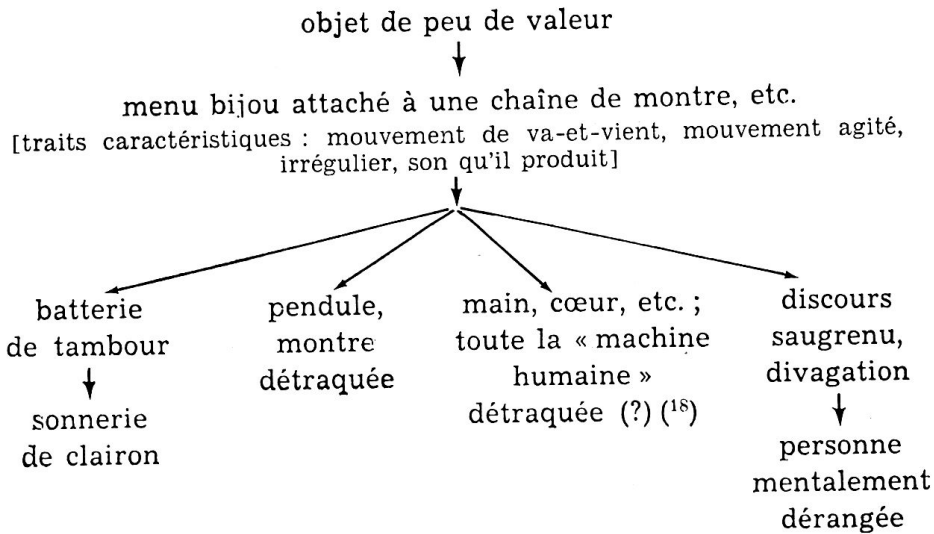 objet de peu de valeur
menu bijou attaché à une chaîne de montre, etc.
[traits caractéristiques : mouvement de va-et-vient, mouvement agité,
irrégulier, son qu'il produit]
batterie
de tambour
sonnerie
de clairon
pendule,
montre
détraquée
main, cœur, etc. ;
toute la « machine
humaine »
détraquée (?) (¹⁸)
discours
saugrenu,
divagation
personne
mentalement
dérangée